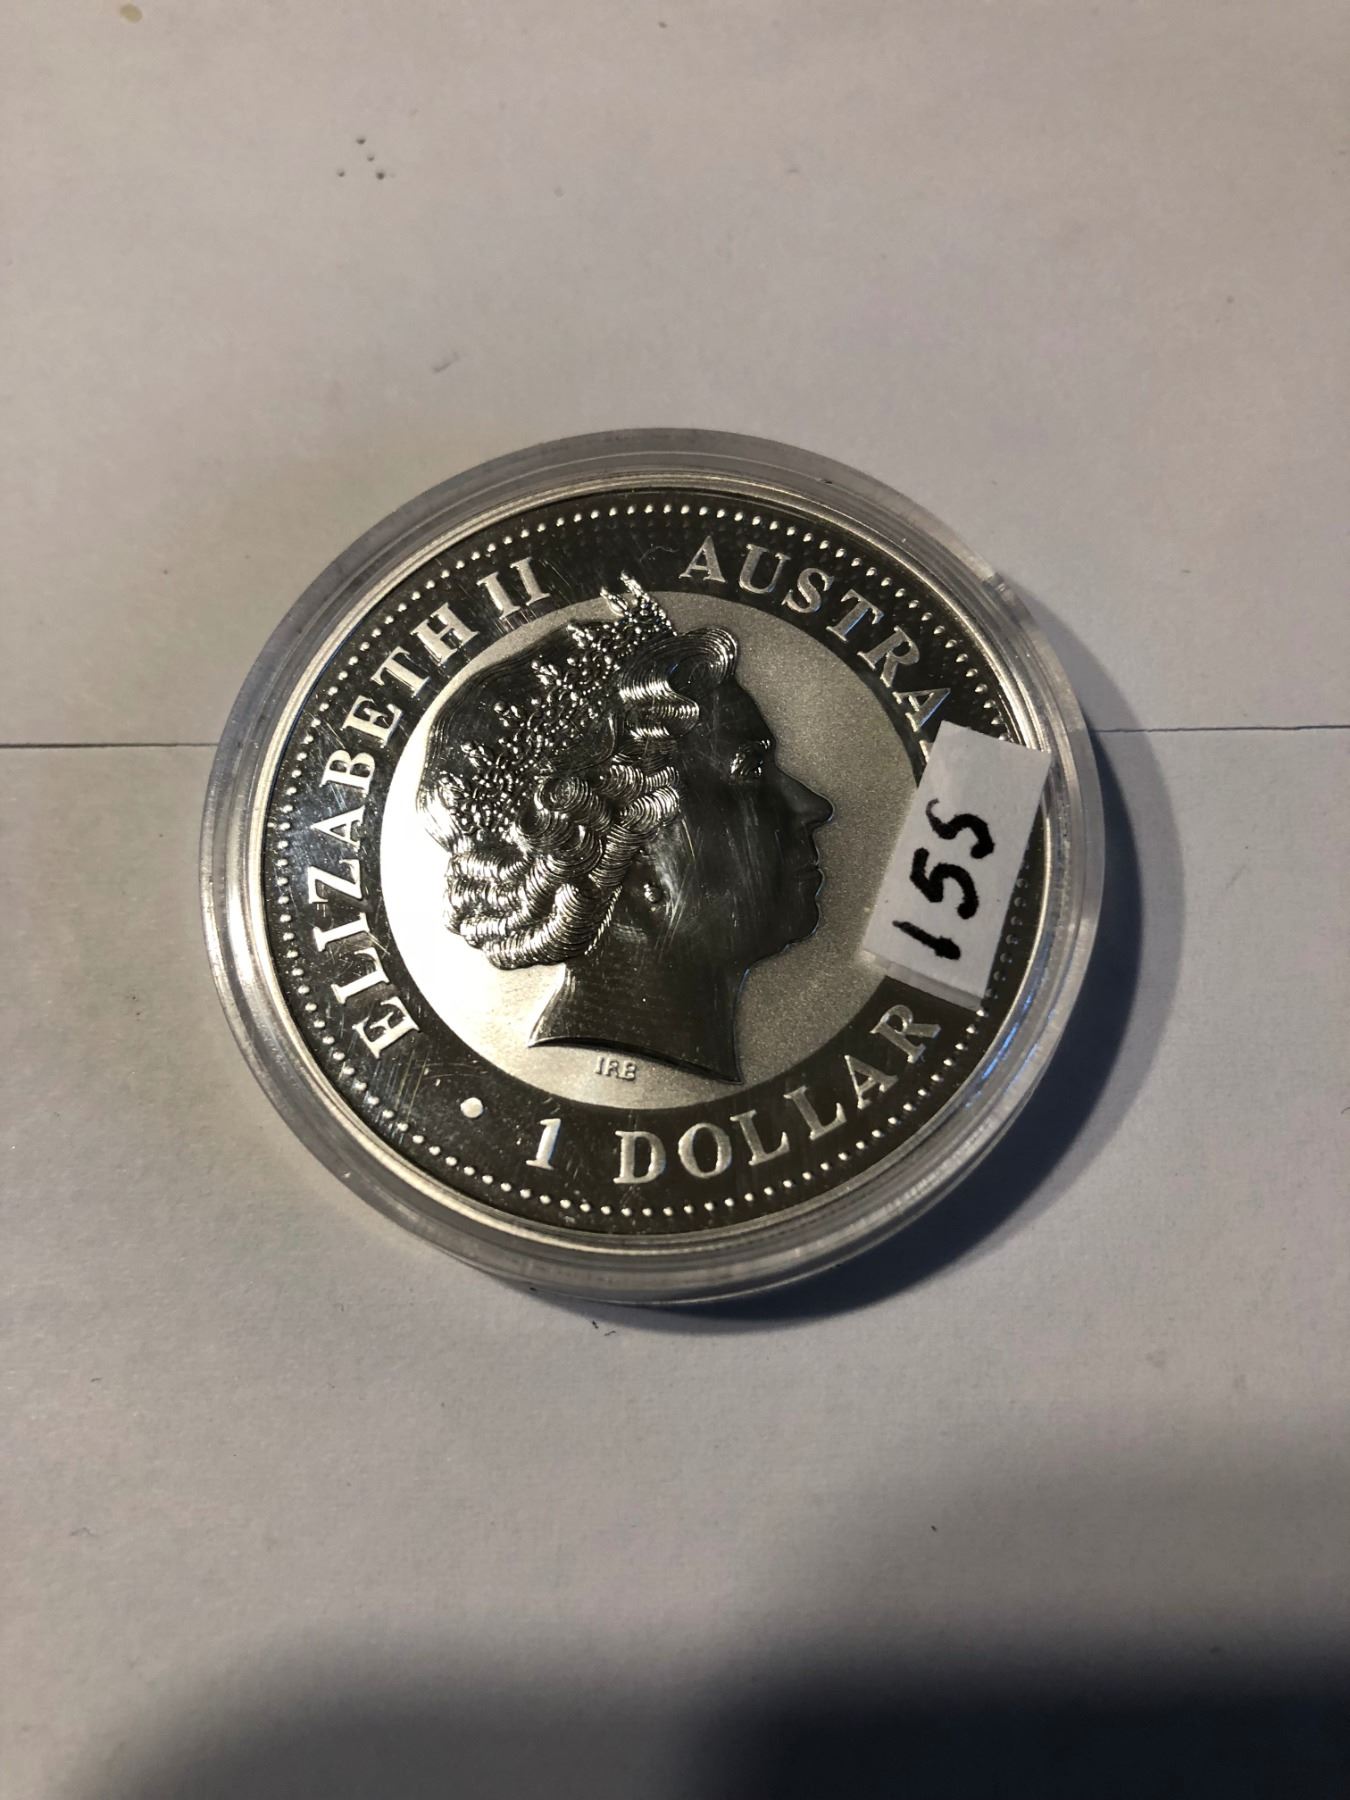 ELIZABETH II
AUSTRA
1 DOLLAR
IRB
155